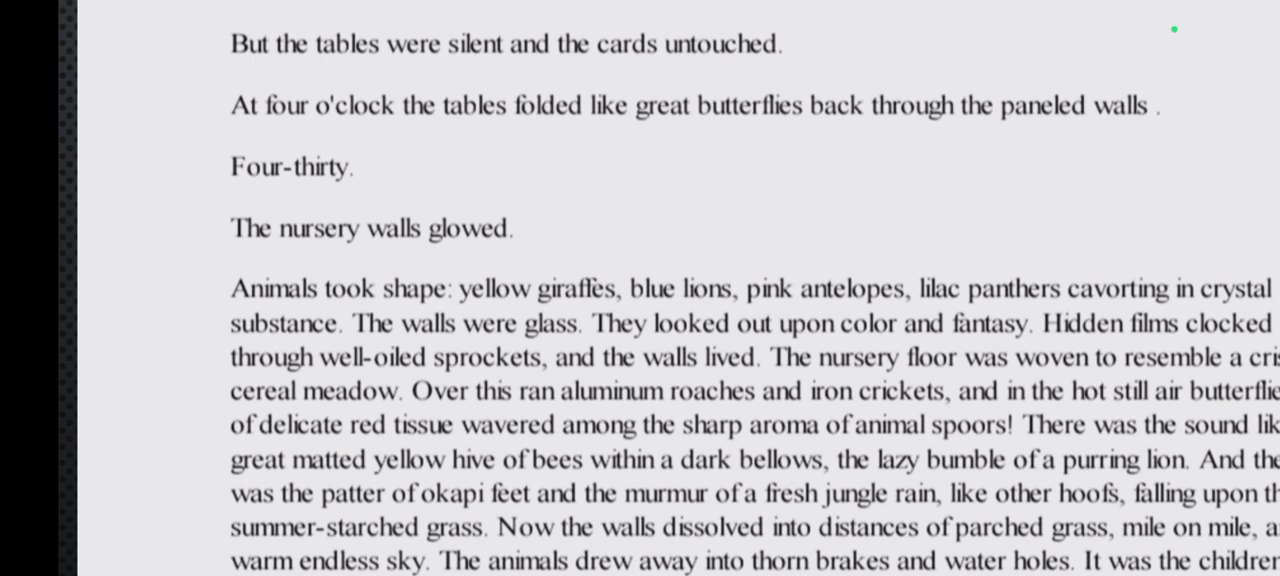 But the tables were silent and the cards untouched.
At four o'clock the tables folded like great butterflies back through the paneled walls .
Four-thirty.
The nursery walls glowed.
Animals took shape: yellow giraffes, blue lions, pink antelopes, lilac panthers cavorting in crystal
substance. The walls were glass. They looked out upon color and fantasy. Hidden films clocked
through well-oiled sprockets, and the walls lived. The nursery floor was woven to resemble a
cereal meadow. Over this ran aluminum roaches and iron crickets, and in the hot still air
of delicate red tissue wavered among the sharp aroma of animal spoors! There was the sound
great matted yellow hive of bees within a dark bellows, the lazy bumble of a purring lion. And
was the patter of okapi feet and the murmur of a fresh jungle rain, like other hoofs, falling upon
summer-starched grass. Now the walls dissolved into distances of parched grass, mile on mile,
warm endless sky. The animals drew away into thorn brakes and water holes. It was the